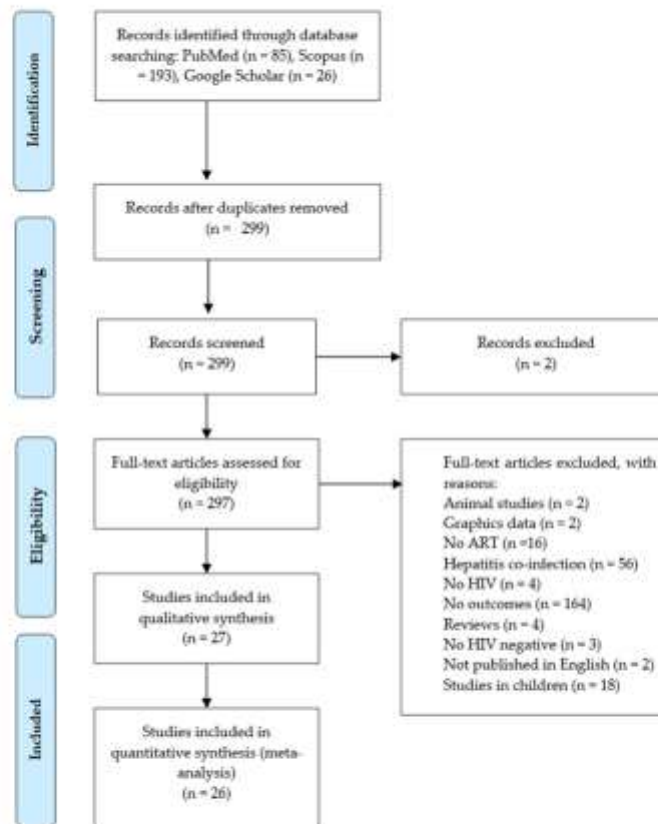 Identification
Records identified through database
searching: PubMed (n = 85), Scopus (n
= 193), Google Scholar (n = 26)
Records after duplicates removed
(n = 299)
Screening
Records screened
(n = 299)
Records excluded
(n = 2)
Eligibility
Full-text articles assessed for
eligibility
(n = 297)
Full-text articles excluded, with
reasons:
Animal studies (n = 2)
Graphics data (n = 2)
No ART (n =16)
Hepatitis co-infection (n = 56)
No HIV (n = 4)
No outcomes (n = 164)
Reviews (n = 4)
No HIV negative (n = 3)
Not published in English (n = 2)
Studies in children (n = 18)
Studies included in
qualitative synthesis
(n = 27)
Included
Studies included in
quantitative synthesis (meta-
analysis)
(n = 26)